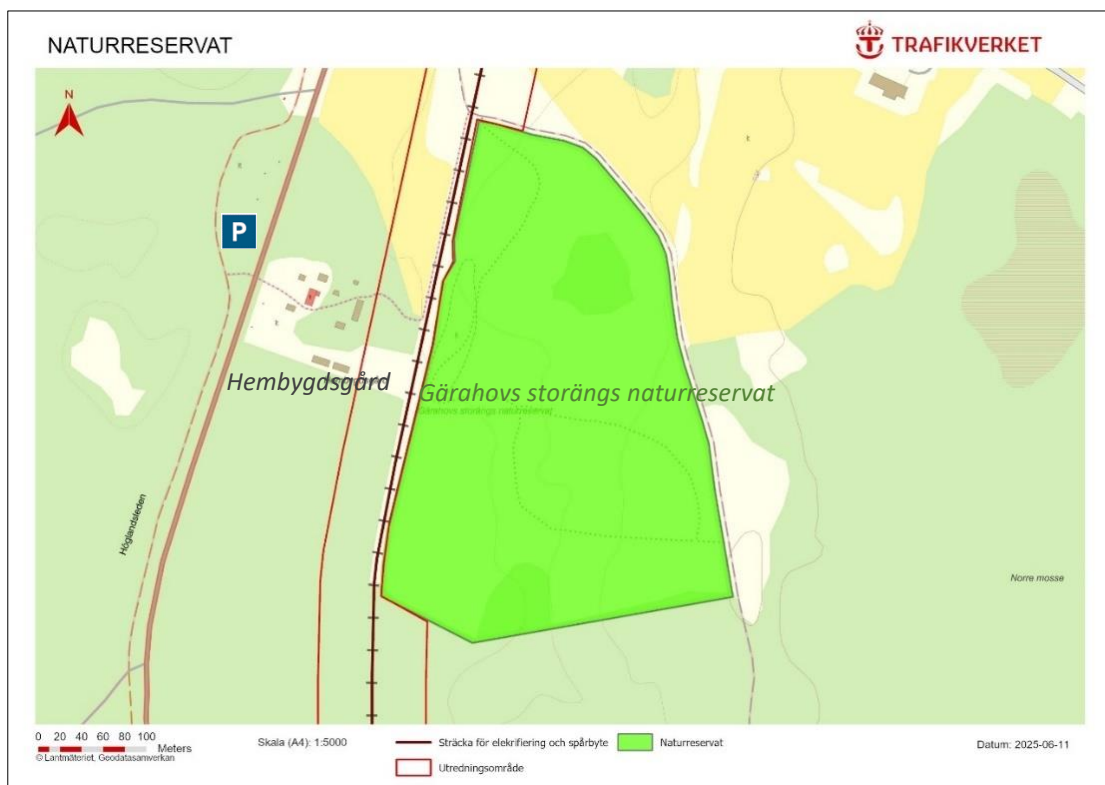 NATURRESERVAT
TRAFIKVERKET
N
P
Hembygdsgård
Gärahovs storängs naturreservat
Gärahovs storängs naturreservat
Höglandsleden
Norre mosse
0 20 40 60 80 100
Meters
© Lantmäteriet, Geodatasamverkan
Skala (A4): 1:5000
Sträcka för elekrifiering och spårbyte
Naturreservat
Utredningsområde
Datum: 2025-06-11